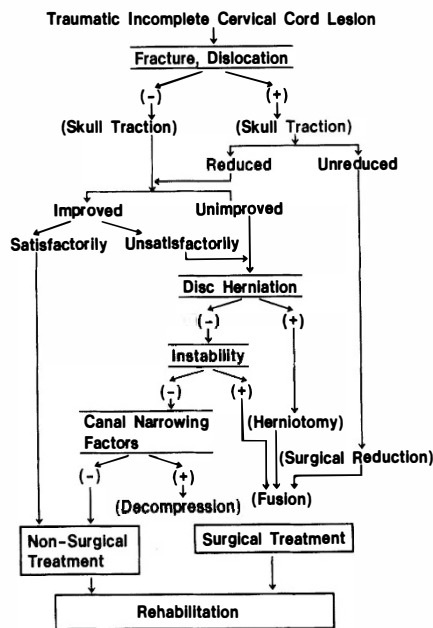 Traumatic Incomplete Cervical Cord Lesion
Fracture, Dislocation
(-) (+)
(Skull Traction) (Skull Traction)
Reduced Unreduced
Improved Unimproved
Satisfactorily Unsatisfactorily
Disc Herniation
(-) (+)
Instability
(-) (+)
Canal Narrowing
Factors
(Herniotomy)
(Surgical Reduction)
(-) (+)
(Decompression) (Fusion)
Non-Surgical
Treatment
Surgical Treatment
Rehabilitation